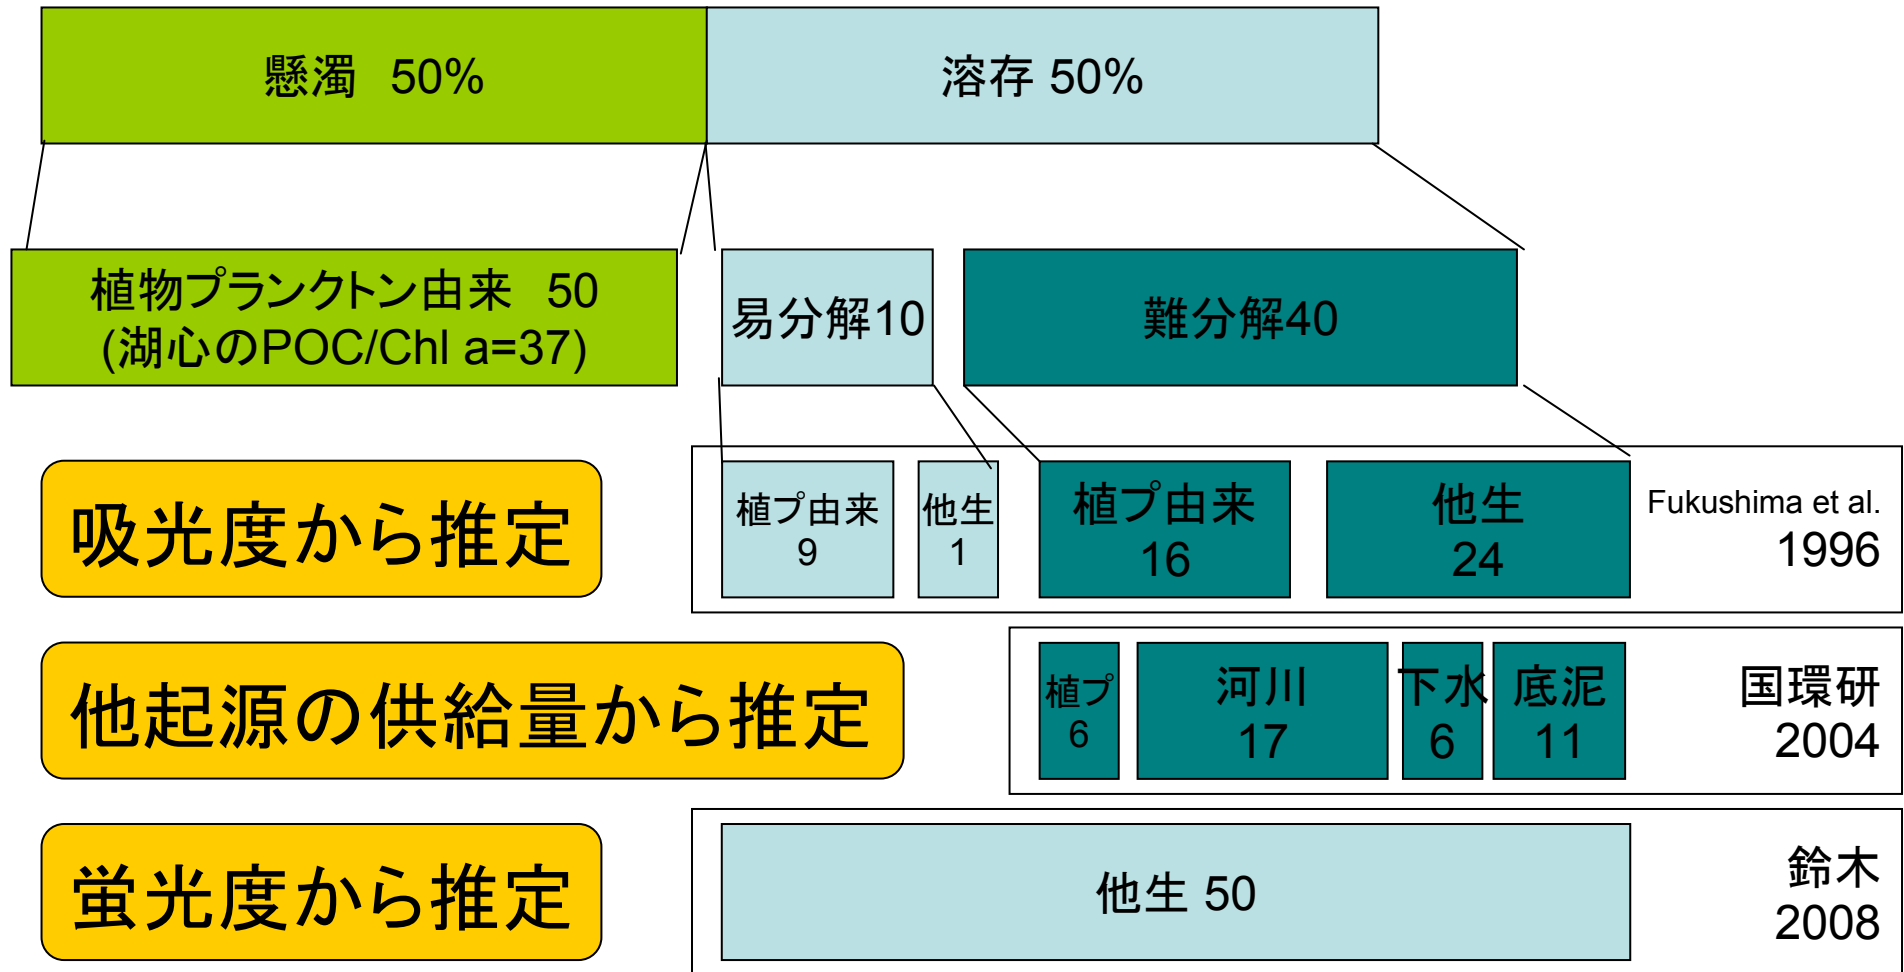 懸濁　50%
溶存 50%
植物プランクトン由来　50
(湖心のPOC/Chl a=37)
易分解10
難分解40
吸光度から推定
植プ由来
9
他生
1
植プ由来
16
他生
24
Fukushima et al.
1996
他起源の供給量から推定
植プ
6
河川
17
下水
6
底泥
11
国環研
2004
蛍光度から推定
他生 50
鈴木
2008